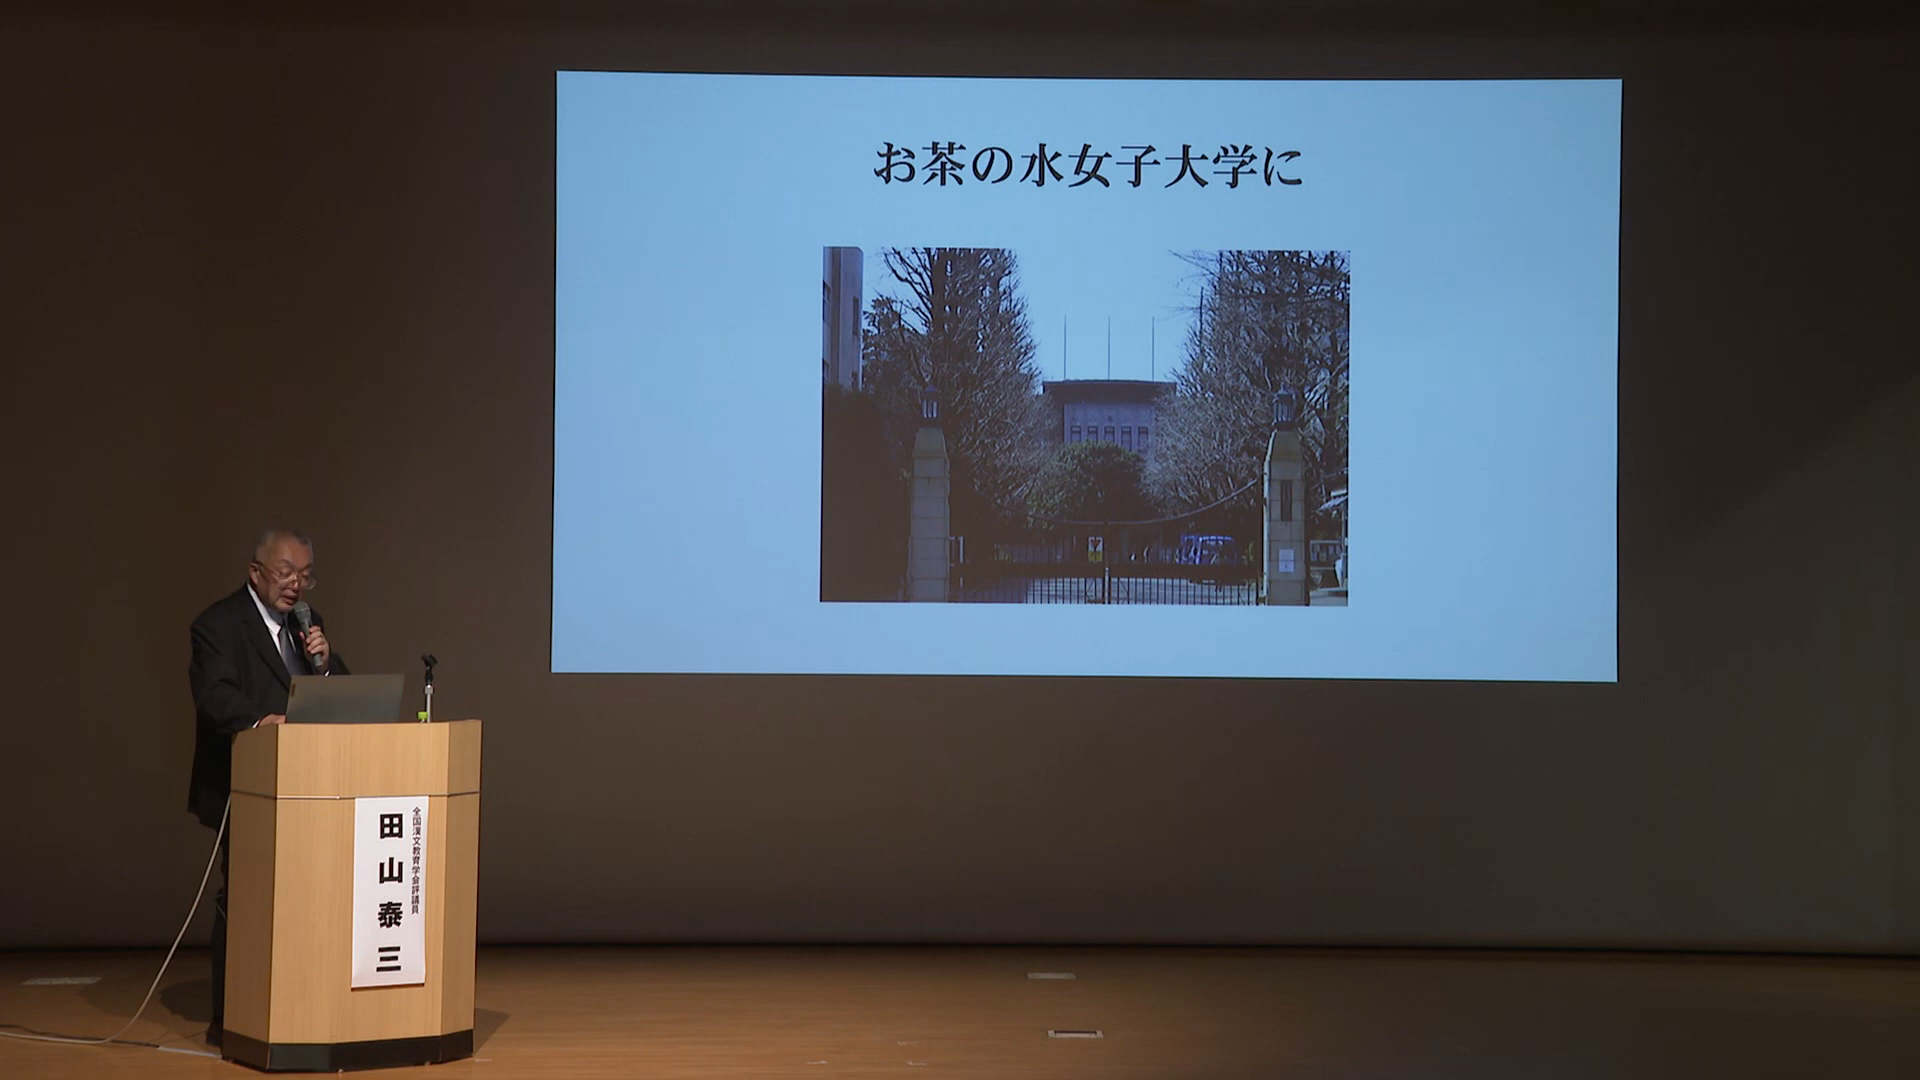 お茶の水女子大学に
全国漢文教育学会評議員
田山泰三